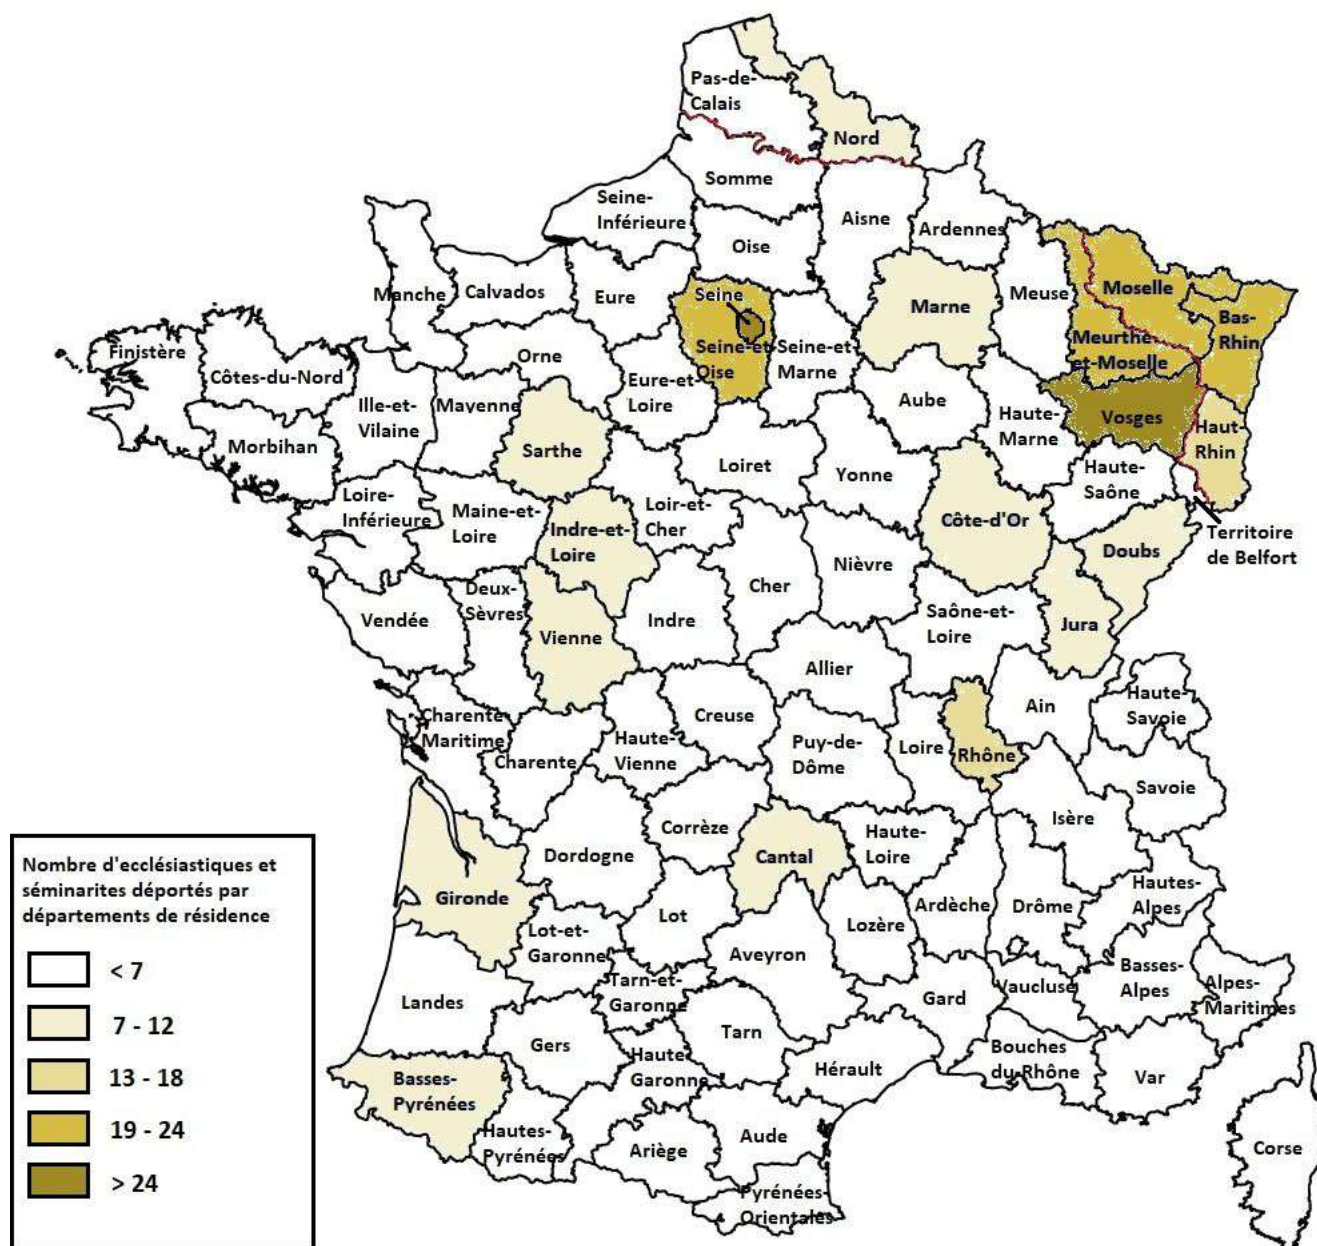 Pas-de-
Calais
Nord
Somme
Seine-
Inférieure
Aisne
Ardennes
Oise
Manche
Calvados
Eure
Seine
Marne
Meuse
Moselle
Bas-
Rhin
Meurthe
et-Moselle
Finistère
Côtes-du-Nord
Orne
Seine-et
Oise
Seine-et-
Marne
Ille-et-
Vilaine
Mayenne
Eure-et-
Loire
Aube
Haute-
Marne
Vosges
Haut-
Rhin
Morbihan
Sarthe
Loiret
Yonne
Haute-
Saône
Loire-
Inférieure
Maine-et-
Loire
Indre-et-
Loire
Loir-et-
Cher
Côte-d'Or
Territoire
de Belfort
Doubs
Vendée
Deux-
Sèvres
Vienne
Indre
Cher
Nièvre
Saône-et-
Loire
Jura
Allier
Charente
Maritime
Charente
Haute-
Vienne
Creuse
Puy-de-
Dôme
Loire
Rhône
Ain
Haute-
Savoie
Savoie
Isère
Gironde
Dordogne
Corrèze
Cantal
Haute-
Loire
Ardèche
Drôme
Hautes-
Alpes
Lot-et-
Garonne
Lot
Aveyron
Lozère
Landes
Tarn-et-
Garonne
Gard
Vaucluse
Basses-
Alpes
Alpes-
Maritimes
Gers
Haute
Garonne
Tarn
Hérault
Bouches
du-Rhône
Var
Basses-
Pyrénées
Hautes-
Pyrénées
Ariège
Aude
Pyrénées-
Orientales
Corse
Nombre d'ecclésiastiques et
séminarites déportés par
départements de résidence
< 7
7 - 12
13 - 18
19 - 24
> 24